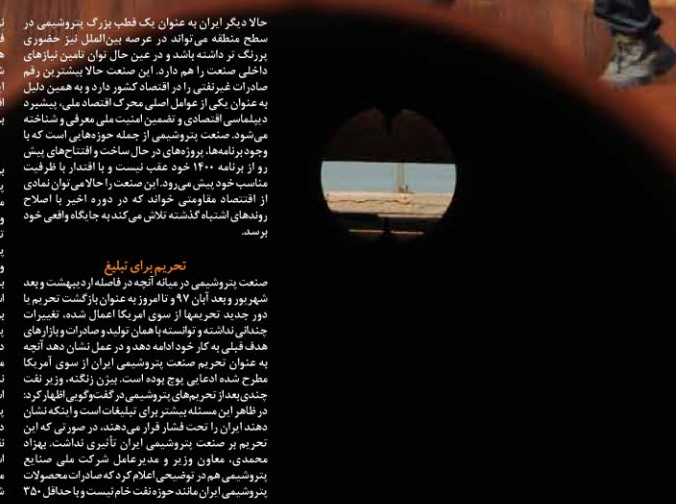 حالا دیگر ایران به عنوان یک قطب بزرگ پتروشیمی در
سطح منطقه می‌تواند در عرصه بین‌الملل نیز حضوری
پررنگ تر داشته باشد و در عین حال توان تامین نیازهای
داخلی صنعت را هم دارد. این صنعت حالا بیشترین رقم
صادرات غیرنفتی را در اقتصاد کشور دارد و به همین دلیل
به عنوان یکی از عوامل اصلی محرک اقتصاد ملی، پیشبرد
دیپلماسی اقتصادی و تضمین امنیت ملی معرفی و شناخته
می‌شود. صنعت پتروشیمی از جمله حوزه‌هایی است که با
وجود برنامه‌ها، پروژه‌های در حال ساخت و افتتاح‌های پیش
رو از برنامه ۱۴۰۰ خود عقب نیست و با اقتدار با ظرفیت
مناسب خود پیش می‌رود. این صنعت را حالا می توان نمادی
از اقتصاد مقاومتی خواند که در دوره اخیر با اصلاح
روندهای اشتباه گذشته تلاش می‌کند به جایگاه واقعی خود
برسد.
تحریم برای تبلیغ
صنعت پتروشیمی در میانه آنچه در فاصله اردیبهشت و بعد
شهریور و بعد آبان ۹۷ و تا امروز به عنوان بازگشت تحریم یا
دور جدید تحریمها از سوی امریکا اعمال شده، تغییرات
چندانی نداشته و توانسته با همان تولید و صادرات و بازارهای
هدف قبلی به کار خود ادامه دهد و در عمل نشان دهد آنچه
به عنوان تحریم صنعت پتروشیمی ایران از سوی آمریکا
مطرح شده ادعایی پوچ بوده است. بیژن زنگنه، وزیر نفت
چندی بعد از تحریم‌های پتروشیمی در گفت‌وگویی اظهار کرد:
در ظاهر این مسئله بیشتر برای تبلیغات است و اینکه نشان
دهند ایران را تحت فشار قرار می‌دهند، در صورتی که این
تحریم بر صنعت پتروشیمی ایران تأثیری نداشت. بهزاد
محمدی، معاون وزیر و مدیرعامل شرکت ملی صنایع
پتروشیمی هم در توضیحی اعلام کرد که صادرات محصولات
پتروشیمی ایران مانند حوزه نفت خام نیست و با حداقل ۳۵۰